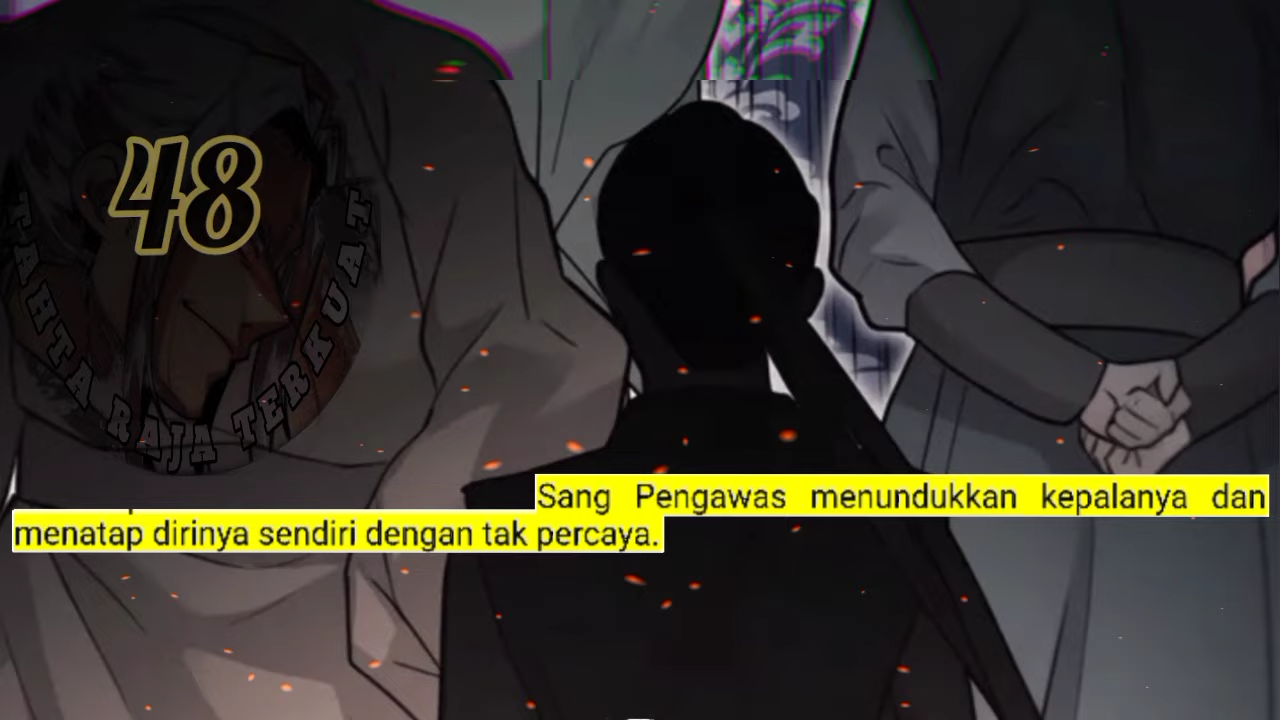 48
TAHTA RAJA TERKUAT
Sang Pengawas menundukkan kepalanya dan
menatap dirinya sendiri dengan tak percaya.